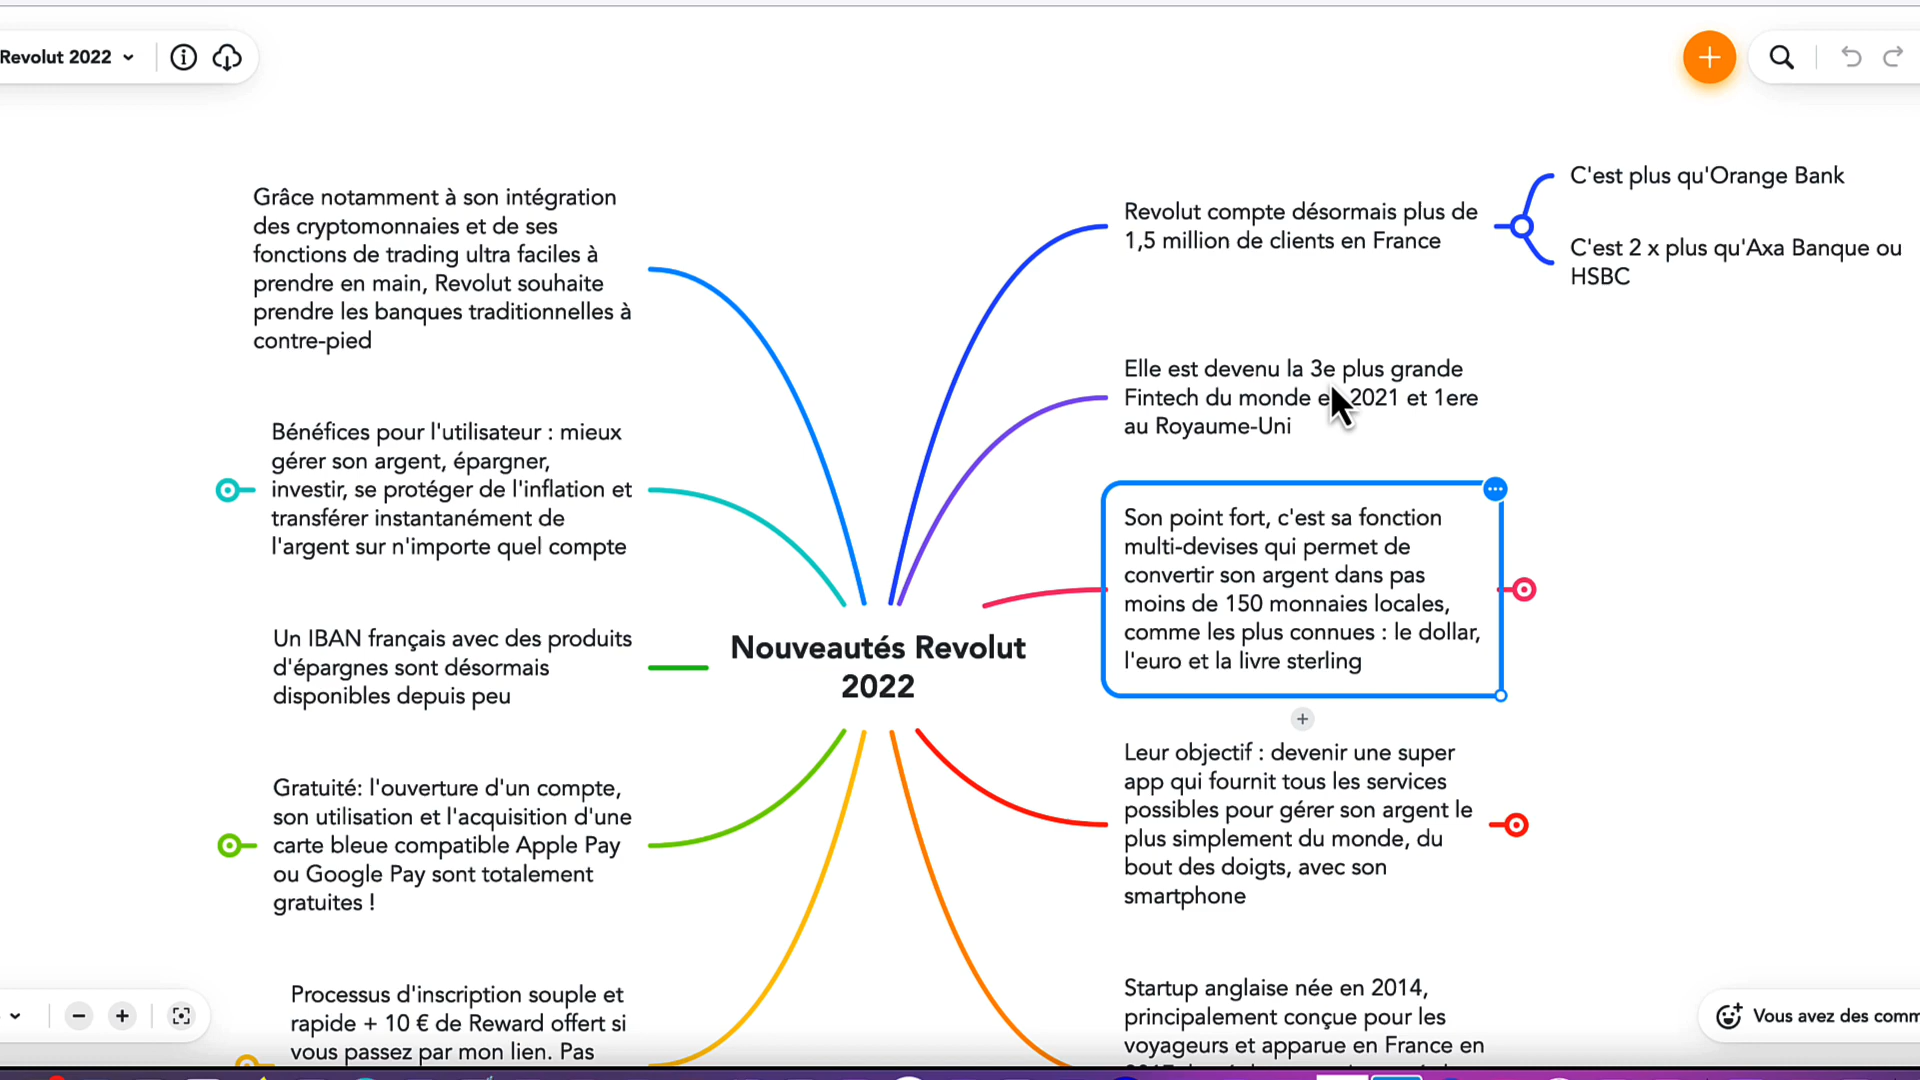 Revolut 2022
Grâce notamment à son intégration
des cryptomonnaies et de ses
fonctions de trading ultra faciles à
prendre en main, Revolut souhaite
prendre les banques traditionnelles à
contre-pied
Bénéfices pour l'utilisateur : mieux
gérer son argent, épargner,
investir, se protéger de l'inflation et
transférer instantanément de
l'argent sur n'importe quel compte
Un IBAN français avec des produits
d'épargnes sont désormais
disponibles depuis peu
Gratuité: l'ouverture d'un compte,
son utilisation et l'acquisition d'une
carte bleue compatible Apple Pay
ou Google Pay sont totalement
gratuites !
Processus d'inscription souple et
rapide + 10 € de Reward offert si
vous passez par mon lien. Pas
Nouveautés Revolut
2022
Revolut compte désormais plus de
1,5 million de clients en France
C'est plus qu'Orange Bank
C'est 2 x plus qu'Axa Banque ou
HSBC
Elle est devenu la 3e plus grande
Fintech du monde 2021 et 1ere
au Royaume-Uni
Son point fort, c'est sa fonction
multi-devises qui permet de
convertir son argent dans pas
moins de 150 monnaies locales,
comme les plus connues : le dollar,
l'euro et la livre sterling
Leur objectif : devenir une super
app qui fournit tous les services
possibles pour gérer son argent le
plus simplement du monde, du
bout des doigts, avec son
smartphone
Startup anglaise née en 2014,
principalement conçue pour les
voyageurs et apparue en France en
Vous avez des comm